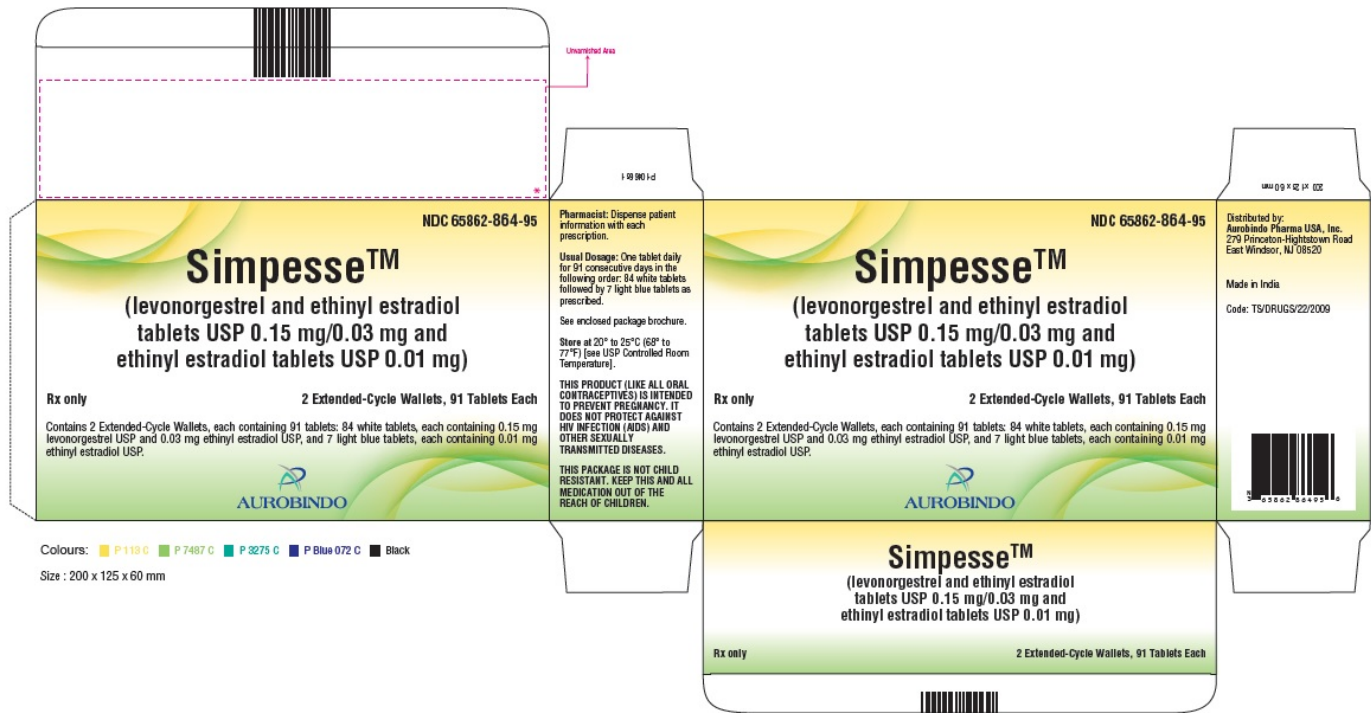 Unvarnished Area
*
NDC 65862-864-95
Simpesse™
(levonorgestrel and ethinyl estradiol
tablets USP 0.15 mg/0.03 mg and
ethinyl estradiol tablets USP 0.01 mg)
Rx only
2 Extended-Cycle Wallets, 91 Tablets Each
Contains 2 Extended-Cycle Wallets, each containing 91 tablets: 84 white tablets, each containing 0.15 mg
levonorgestrel USP and 0.03 mg ethinyl estradiol USP, and 7 light blue tablets, each containing 0.01 mg
ethinyl estradiol USP.
AUROBINDO
Pharmacist: Dispense patient
information with each
prescription.
Usual Dosage: One tablet daily
for 91 consecutive days in the
following order: 84 white tablets
followed by 7 light blue tablets as
prescribed.
See enclosed package brochure.
Store at 20° to 25°C (68° to
77°F) [see USP Controlled Room
Temperature].
THIS PRODUCT (LIKE ALL ORAL
CONTRACEPTIVES) IS INTENDED
TO PREVENT PREGNANCY. IT
DOES NOT PROTECT AGAINST
HIV INFECTION (AIDS) AND
OTHER SEXUALLY
TRANSMITTED DISEASES.
THIS PACKAGE IS NOT CHILD
RESISTANT. KEEP THIS AND ALL
MEDICATION OUT OF THE
REACH OF CHILDREN.
NDC 65862-864-95
Simpesse™
(levonorgestrel and ethinyl estradiol
tablets USP 0.15 mg/0.03 mg and
ethinyl estradiol tablets USP 0.01 mg)
Rx only
2 Extended-Cycle Wallets, 91 Tablets Each
Contains 2 Extended-Cycle Wallets, each containing 91 tablets: 84 white tablets, each containing 0.15 mg
levonorgestrel USP and 0.03 mg ethinyl estradiol USP, and 7 light blue tablets, each containing 0.01 mg
ethinyl estradiol USP.
AUROBINDO
200 x 125 x 60 mm
Distributed by:
Aurobindo Pharma USA, Inc.
279 Princeton-Hightstown Road
East Windsor, NJ 08520
Made in India
Code: TS/DRUGS/22/2009
3 65862 86495 6
Colours: P 113 C P 7487 C P 3275 C P Blue 072 C Black
Size : 200 x 125 x 60 mm
Simpesse™
(levonorgestrel and ethinyl estradiol
tablets USP 0.15 mg/0.03 mg and
ethinyl estradiol tablets USP 0.01 mg)
Rx only
2 Extended-Cycle Wallets, 91 Tablets Each